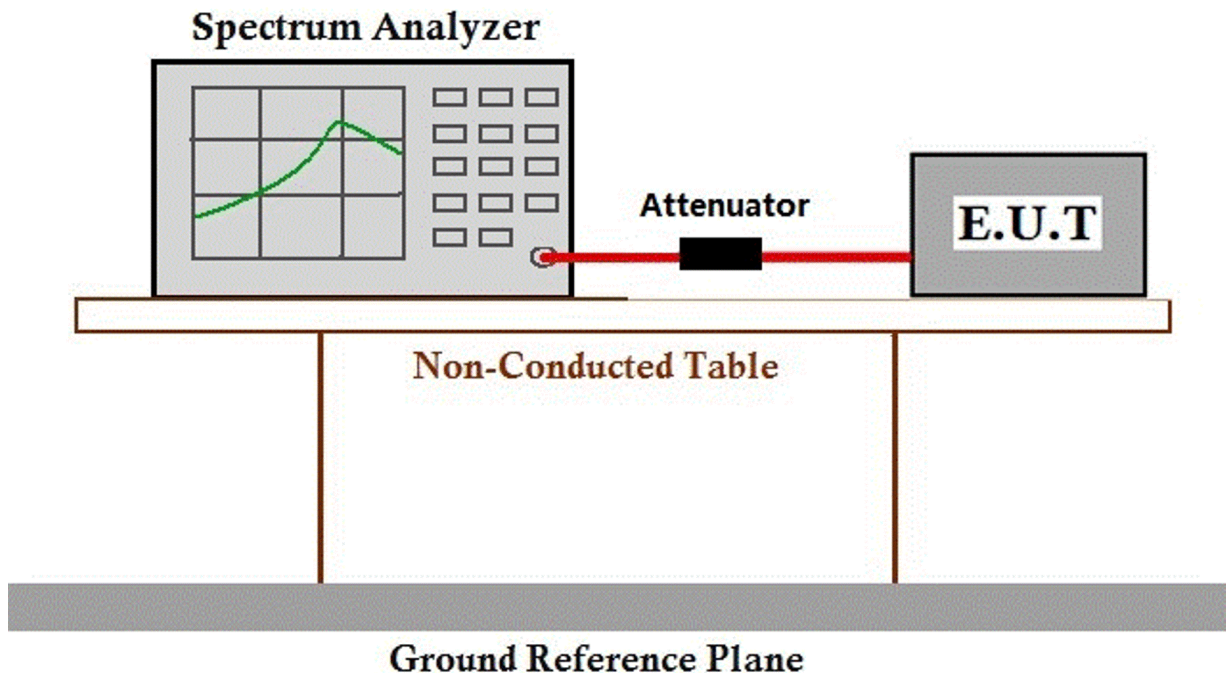 Spectrum Analyzer
Attenuator
E.U.T
Non-Conducted Table
Ground Reference Plane